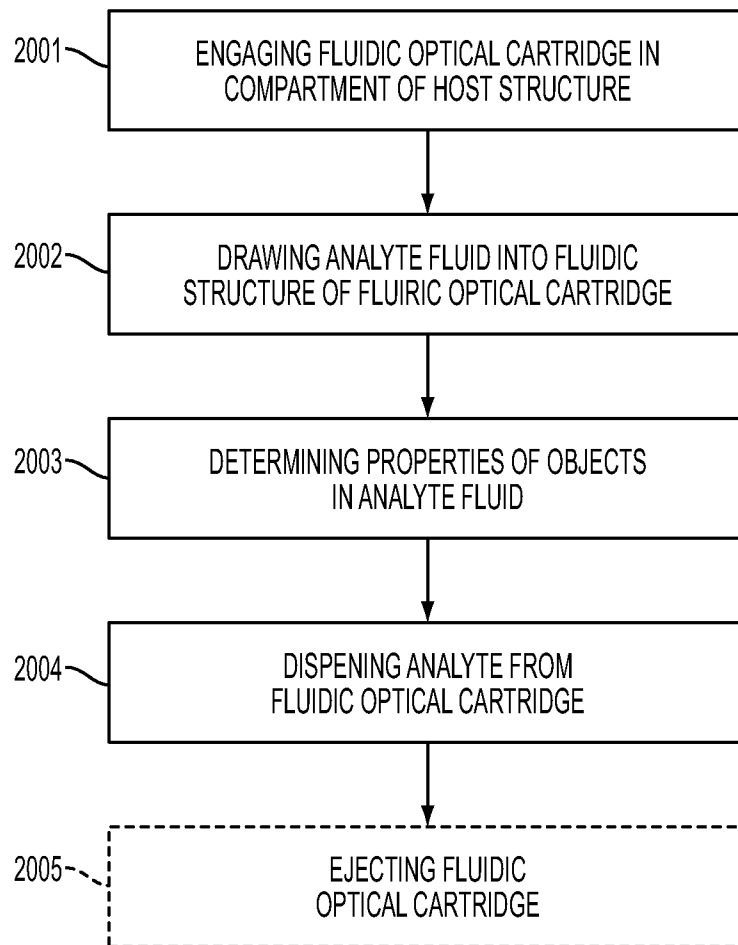 2001
ENGAGING FLUIDIC OPTICAL CARTRIDGE IN
COMPARTMENT OF HOST STRUCTURE
2002
DRAWING ANALYTE FLUID INTO FLUIDIC
STRUCTURE OF FLUIRIC OPTICAL CARTRIDGE
2003
DETERMINING PROPERTIES OF OBJECTS
IN ANALYTE FLUID
2004
DISPENING ANALYTE FROM
FLUIDIC OPTICAL CARTRIDGE
2005
EJECTING FLUIDIC
OPTICAL CARTRIDGE